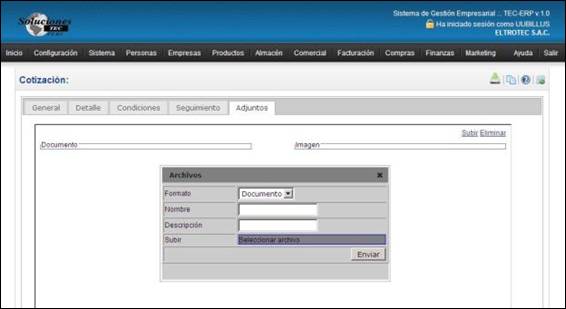 Soluciones
TEC
PERU
Sistema de Gestión Empresarial .:. TEC-ERP v.1.0
Ha iniciado sesión como UUBILLUS
ELTROTEC S.A.C.
Inicio Configuración Sistema Personas Empresas Productos Almacén Comercial Facturación Compras Finanzas Marketing Ayuda Salir
Cotización:
General Detalle Condiciones Seguimiento Adjuntos
Subir Eliminar
Documento Imagen
Archivos
Formato Documento
Nombre
Descripción
Subir Seleccionar archivo
Enviar